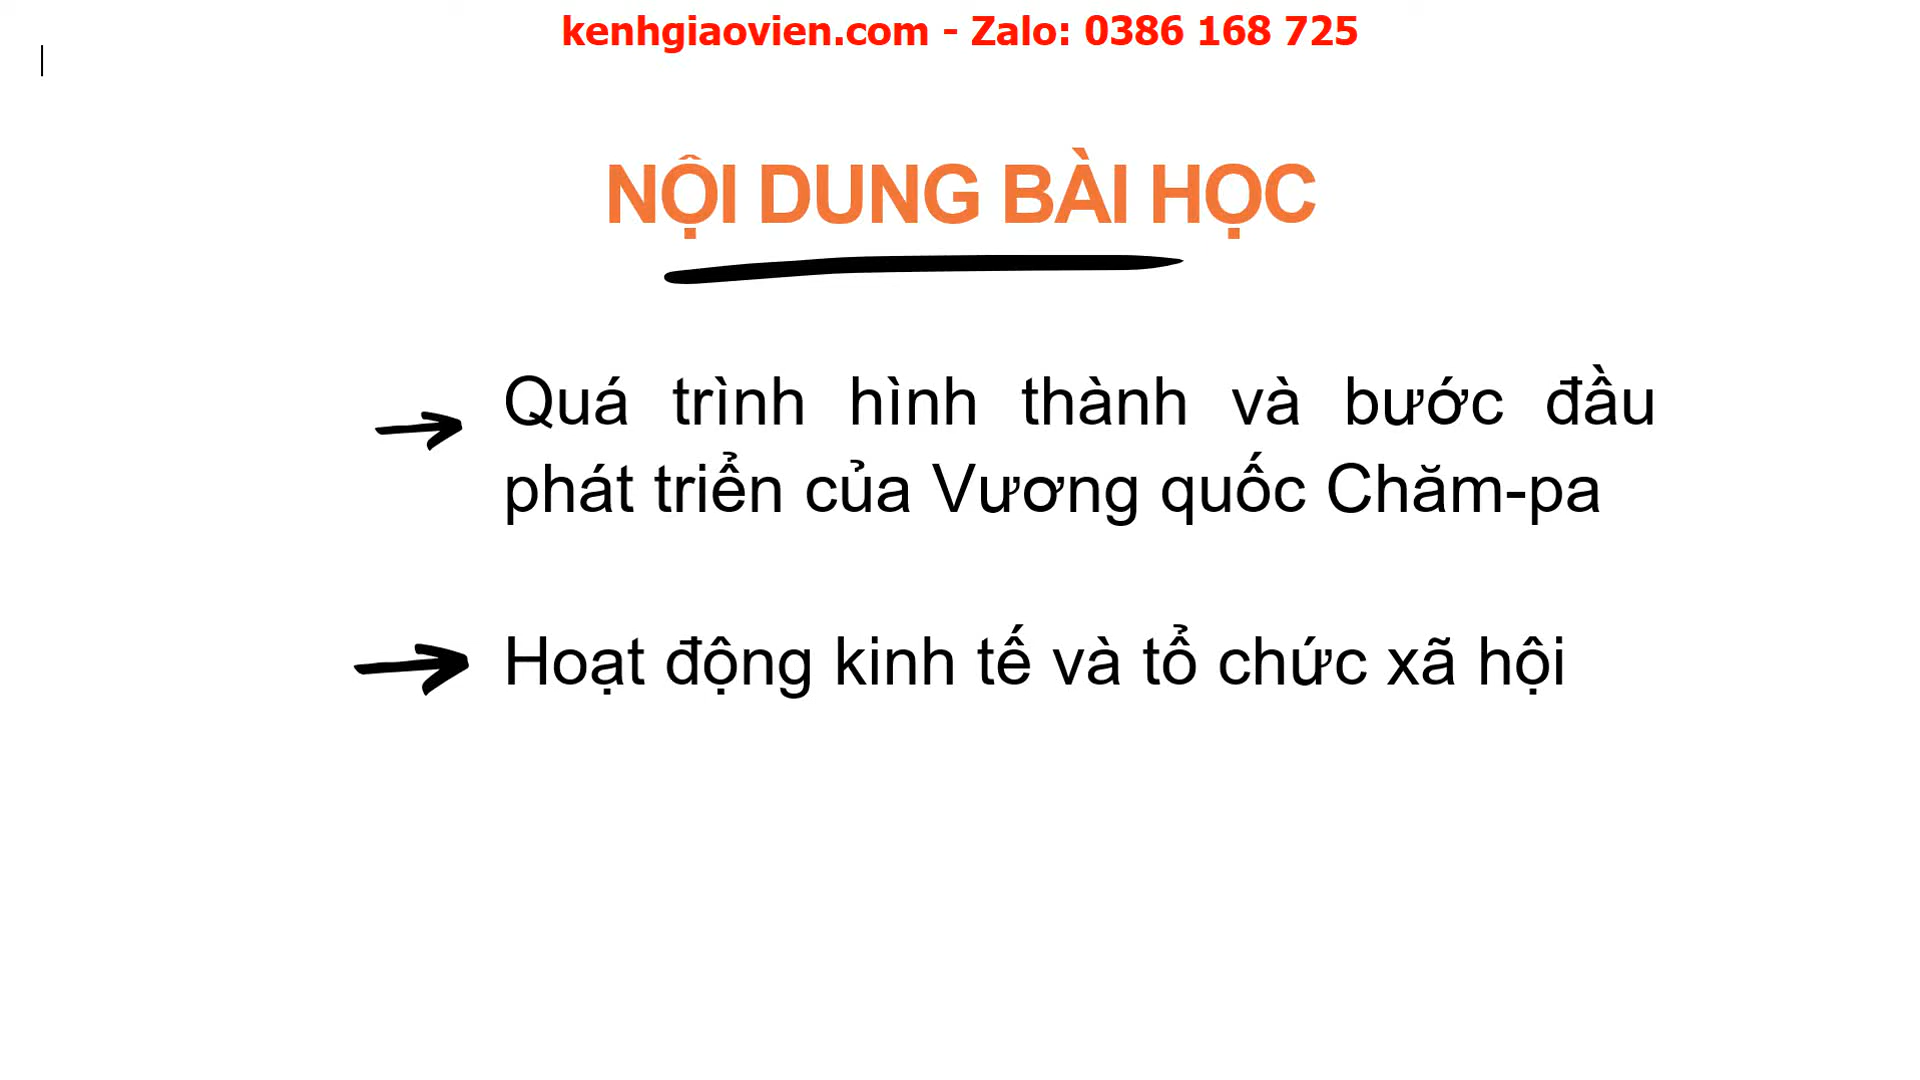 kenhgiaovien.com - Zalo: 0386 168 725
NỘI DUNG BÀI HỌC
Quá trình hình thành và bước đầu
phát triển của Vương quốc Chăm-pa
Hoạt động kinh tế và tổ chức xã hội